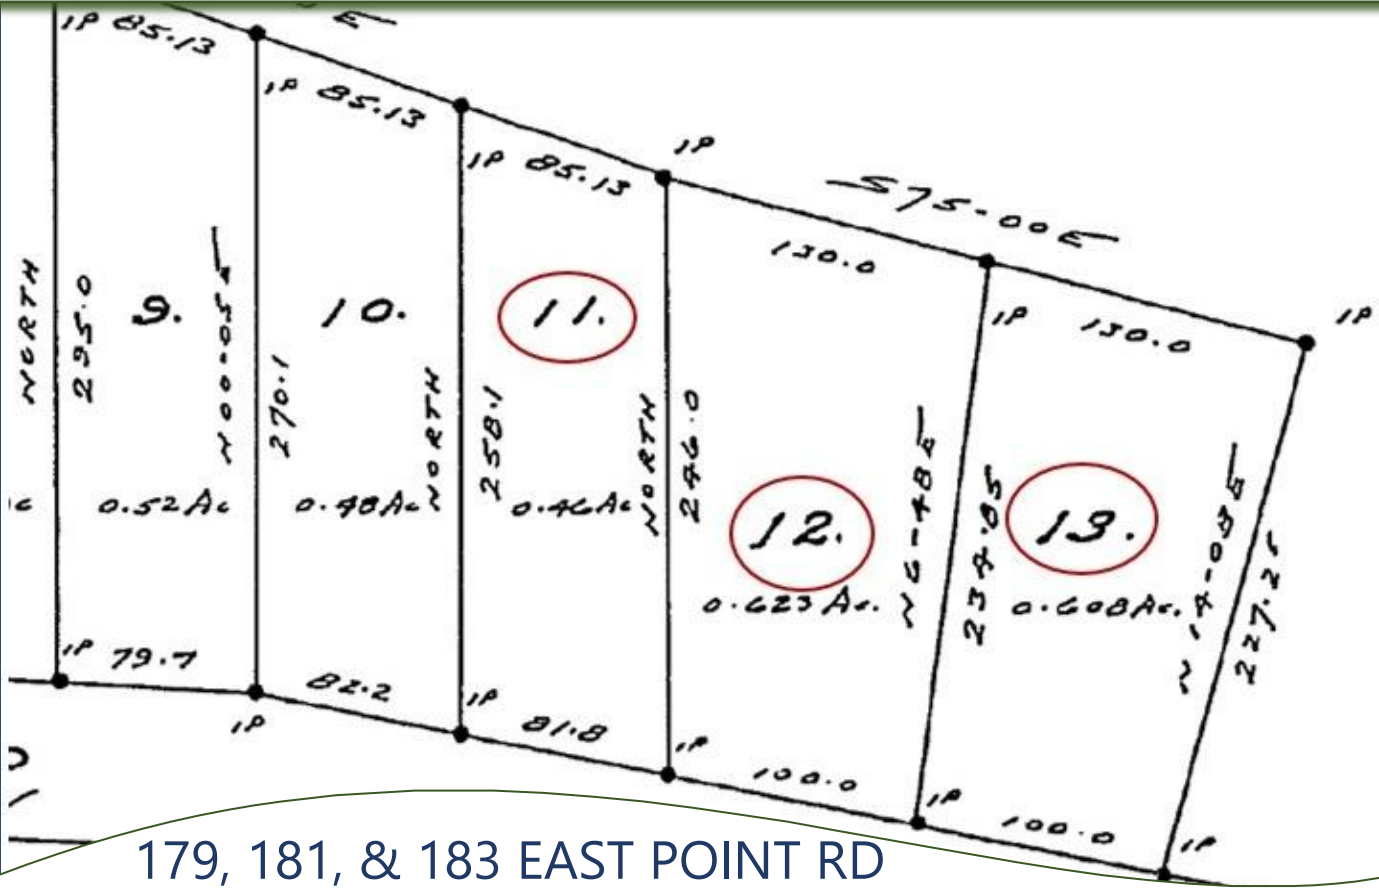 E
IP 85.13
IP 85.13
IP 85.13
IP
S75-00E
130.0
IP
130.0
IP
NORTH
295.0
9.
N00-05E
270.1
10.
NORTH
258.1
11.
NORTH
246.0
12.
N6-48E
234.85
13.
227.25
0.52Ac
0.48Ac
0.46Ac
0.623Ac.
0.608Ac.
IP
79.7
IP
82.2
IP
81.8
IP
100.0
IP
100.0
IP
179, 181, & 183 EAST POINT RD